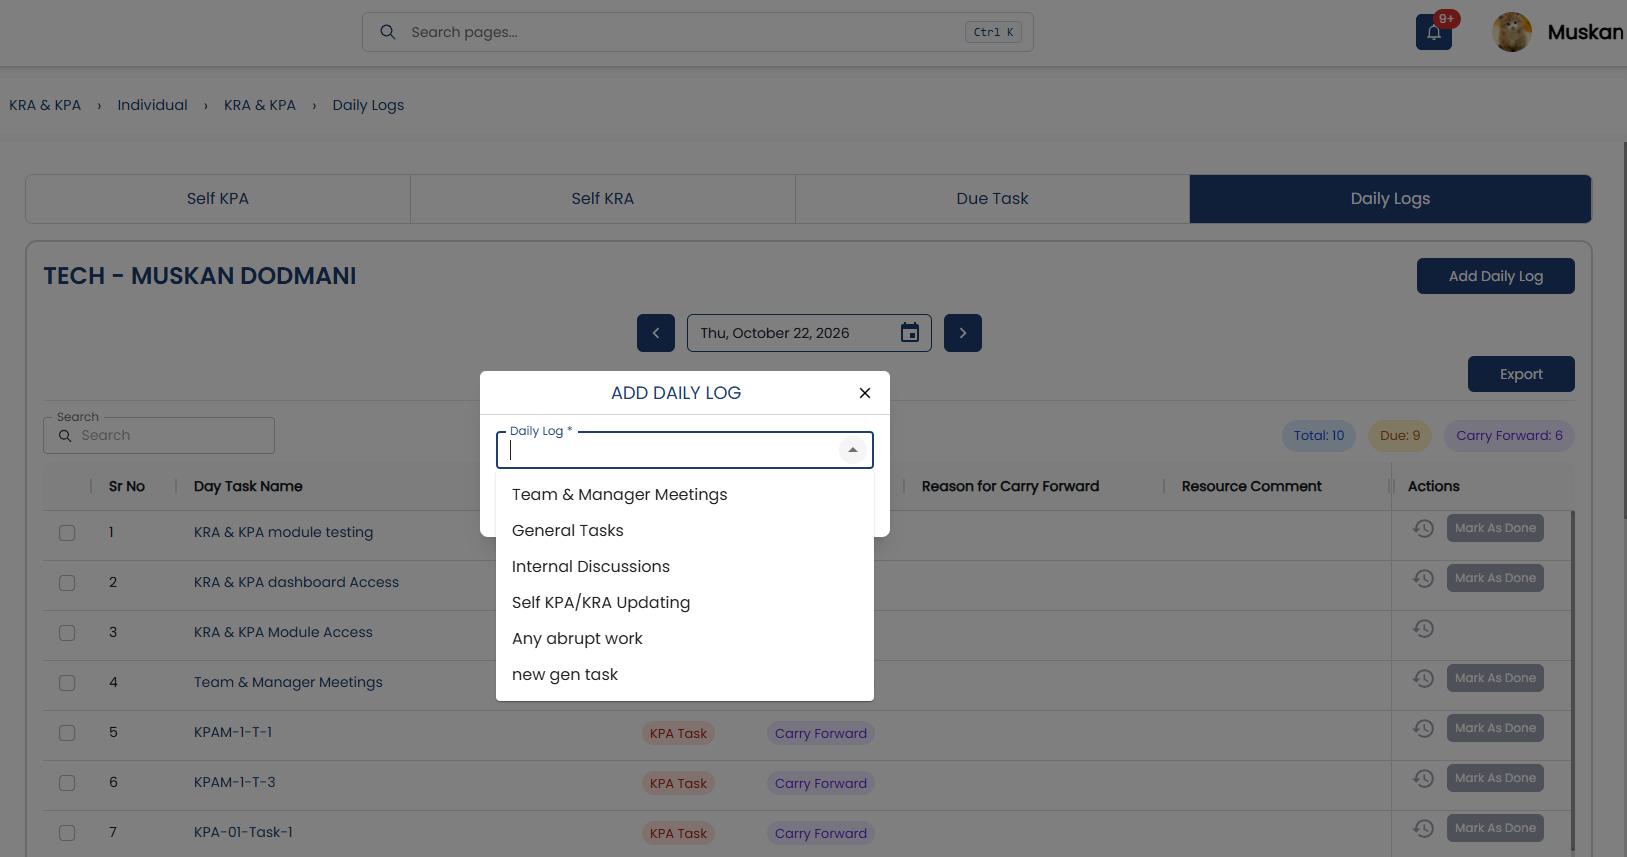 Search pages...
Ctrl K
9+
Muskan
KRA & KPA › Individual › KRA & KPA › Daily Logs
Self KPA
Self KRA
Due Task
Daily Logs
TECH - MUSKAN DODMANI
Add Daily Log
Thu, October 22, 2026
Export
ADD DAILY LOG
Search
Search
Daily Log *
Total: 10
Due: 9
Carry Forward: 6
Sr No
Day Task Name
Reason for Carry Forward
Resource Comment
Actions
Team & Manager Meetings
General Tasks
Internal Discussions
Self KPA/KRA Updating
Any abrupt work
new gen task
1 KRA & KPA module testing Mark As Done
2 KRA & KPA dashboard Access Mark As Done
3 KRA & KPA Module Access
4 Team & Manager Meetings Mark As Done
5 KPAM-1-T-1 KPA Task Carry Forward Mark As Done
6 KPAM-1-T-3 KPA Task Carry Forward Mark As Done
7 KPA-01-Task-1 KPA Task Carry Forward Mark As Done